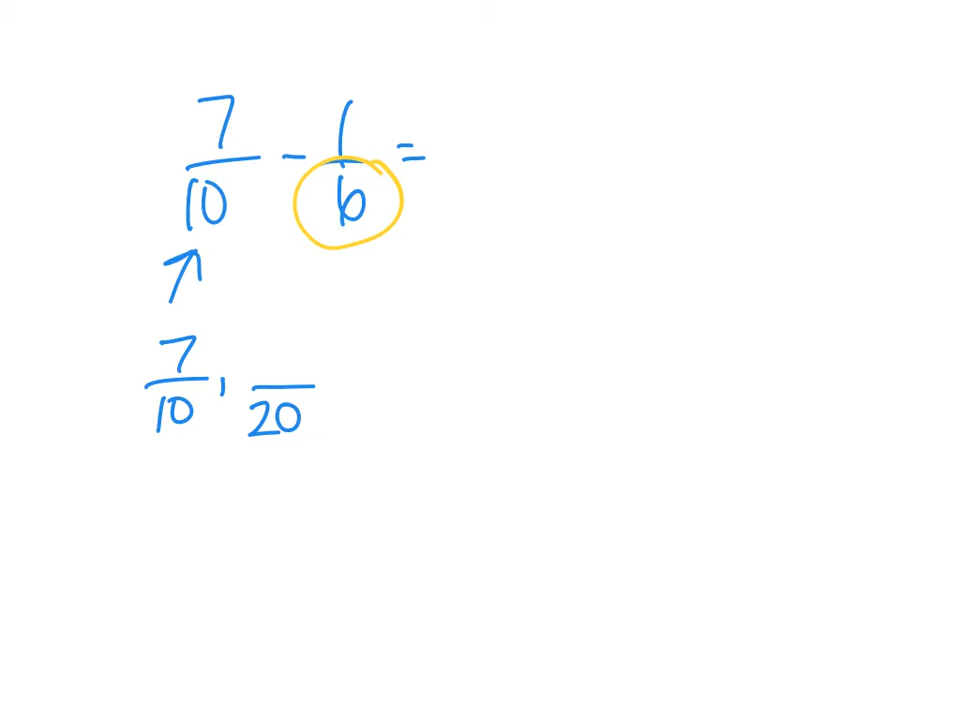 7/10 - 1/6 =
7/10, /20